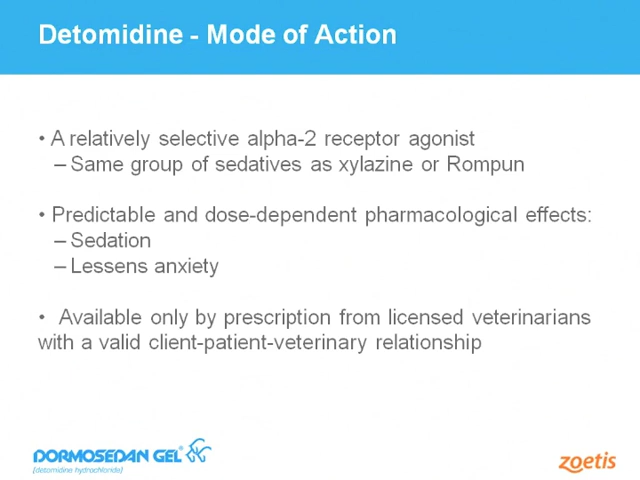 Detomidine - Mode of Action
• A relatively selective alpha-2 receptor agonist
– Same group of sedatives as xylazine or Rompun
• Predictable and dose-dependent pharmacological effects:
– Sedation
– Lessens anxiety
• Available only by prescription from licensed veterinarians
with a valid client-patient-veterinary relationship
DORMOSEDAN GEL®
(detomidine hydrochloride)
zoetis